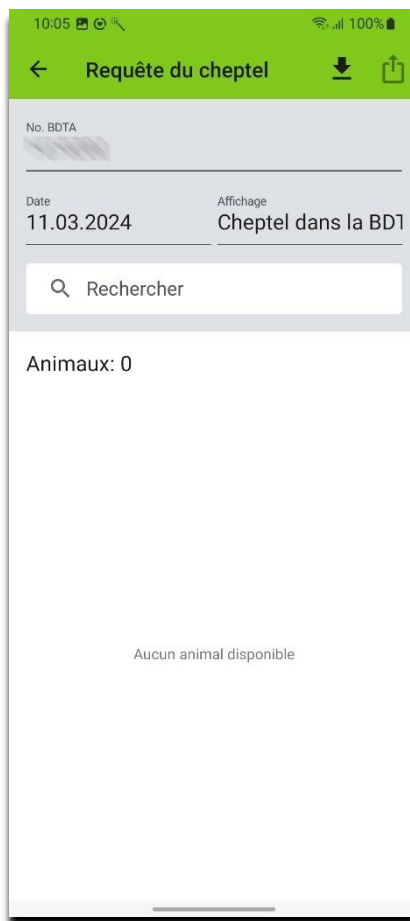 10:05 100%
Requête du cheptel
No. BDTA
Date Affichage
11.03.2024 Cheptel dans la BDT
Rechercher
Animaux: 0
Aucun animal disponible